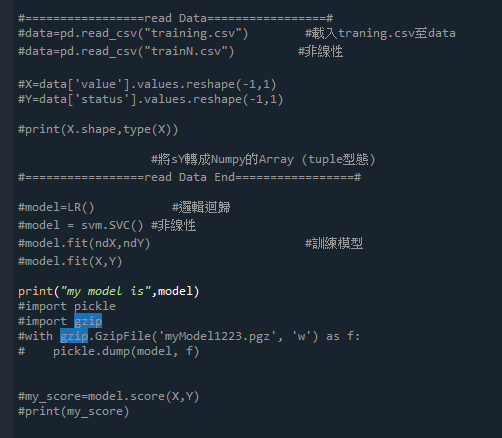 #==================read Data==================#
#data=pd.read_csv("training.csv")        #載入traning.csv至data
#data=pd.read_csv("trainN.csv")         #非線性
#X=data['value'].values.reshape(-1,1)
#Y=data['status'].values.reshape(-1,1)
#print(X.shape,type(X))
#將sY轉成Numpy的Array (tuple型態)
#==================read Data End==================#
#model=LR()           #邏輯迴歸
#model = svm.SVC() #非線性
#model.fit(ndX,ndY)                      #訓練模型
#model.fit(X,Y)
print("my model is",model)
#import pickle
#import gzip
#with gzip.GzipFile('myModel1223.pgz', 'w') as f:
#    pickle.dump(model, f)
#my_score=model.score(X,Y)
#print(my_score)